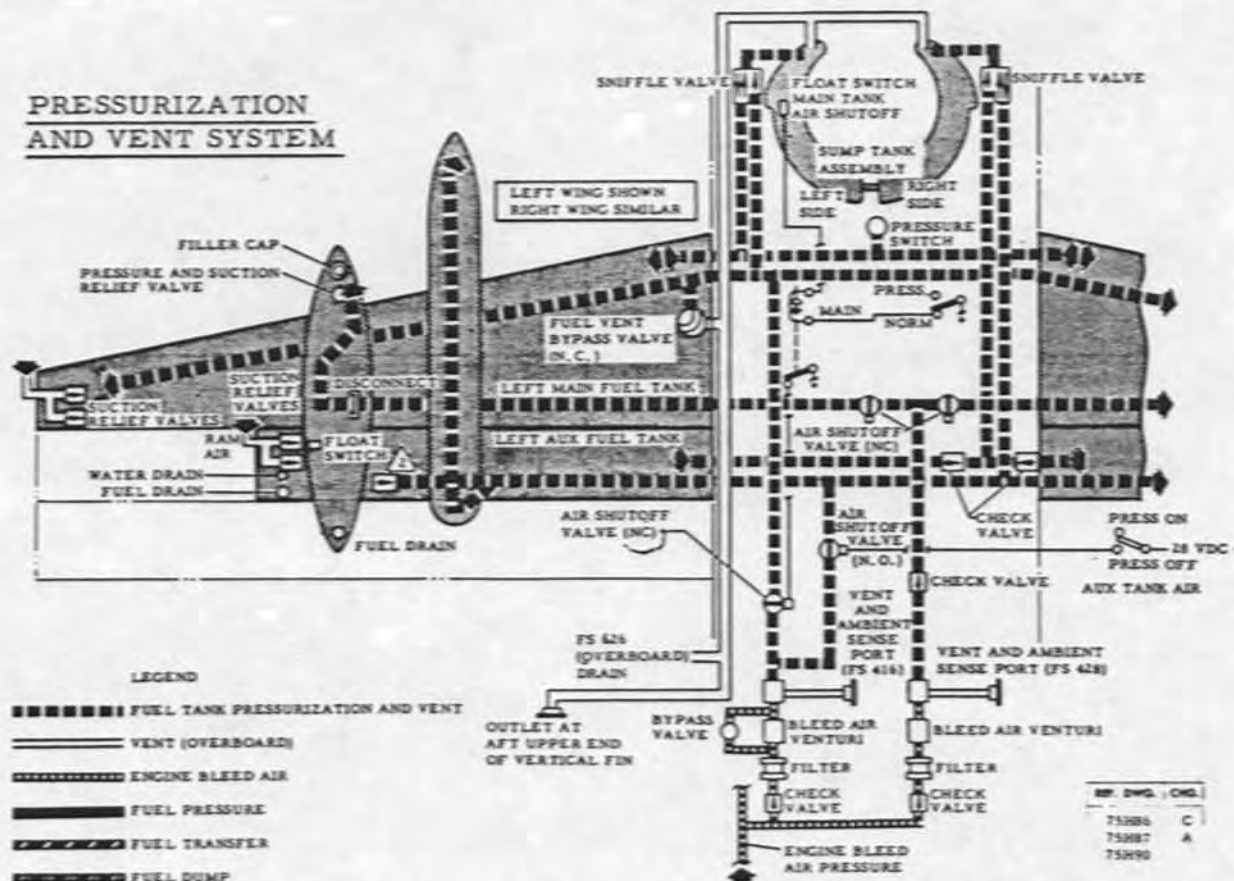 PRESSURIZATION
AND VENT SYSTEM
SNIFFLE VALVE
FLOAT SWITCH
MAIN TANK
AIR SHUTOFF
SNIFFLE VALVE
SUMP TANK
ASSEMBLY
LEFT
SIDE
RIGHT
SIDE
LEFT WING SHOWN
RIGHT WING SIMILAR
PRESSURE
SWITCH
FILLER CAP
PRESSURE AND SUCTION
RELIEF VALVE
FUEL VENT
BYPASS VALVE
(N.C.)
PRESS.
MAIN
NORM
SUCTION
RELIEF VALVES
SUCTION
RELIEF
VALVES
DISCONNECT
LEFT MAIN FUEL TANK
RAM
AIR
FLOAT
SWITCH
2
LEFT AUX FUEL TANK
AIR SHUTOFF
VALVE (NC)
WATER DRAIN
FUEL DRAIN
FUEL DRAIN
AIR SHUTOFF
VALVE (NC)
AIR
SHUTOFF
VALVE
(N.O.)
CHECK
VALVE
PRESS ON
28 VDC
PRESS OFF
AUX TANK AIR
CHECK VALVE
VENT
AND
AMBIENT
SENSE
PORT
(FS 416)
VENT AND AMBIENT
SENSE PORT (FS 428)
FS 626
(OVERBOARD)
DRAIN
OUTLET AT
AFT UPPER END
OF VERTICAL FIN
BYPASS
VALVE
BLEED AIR
VENTURI
BLEED AIR
VENTURI
FILTER
FILTER
CHECK
VALVE
CHECK
VALVE
ENGINE BLEED
AIR PRESSURE
LEGEND
FUEL TANK PRESSURIZATION AND VENT
VENT (OVERBOARD)
ENGINE BLEED AIR
FUEL PRESSURE
FUEL TRANSFER
FUEL DUMP
REF. DWG. CHG.
75H86 C
75H87 A
75H90